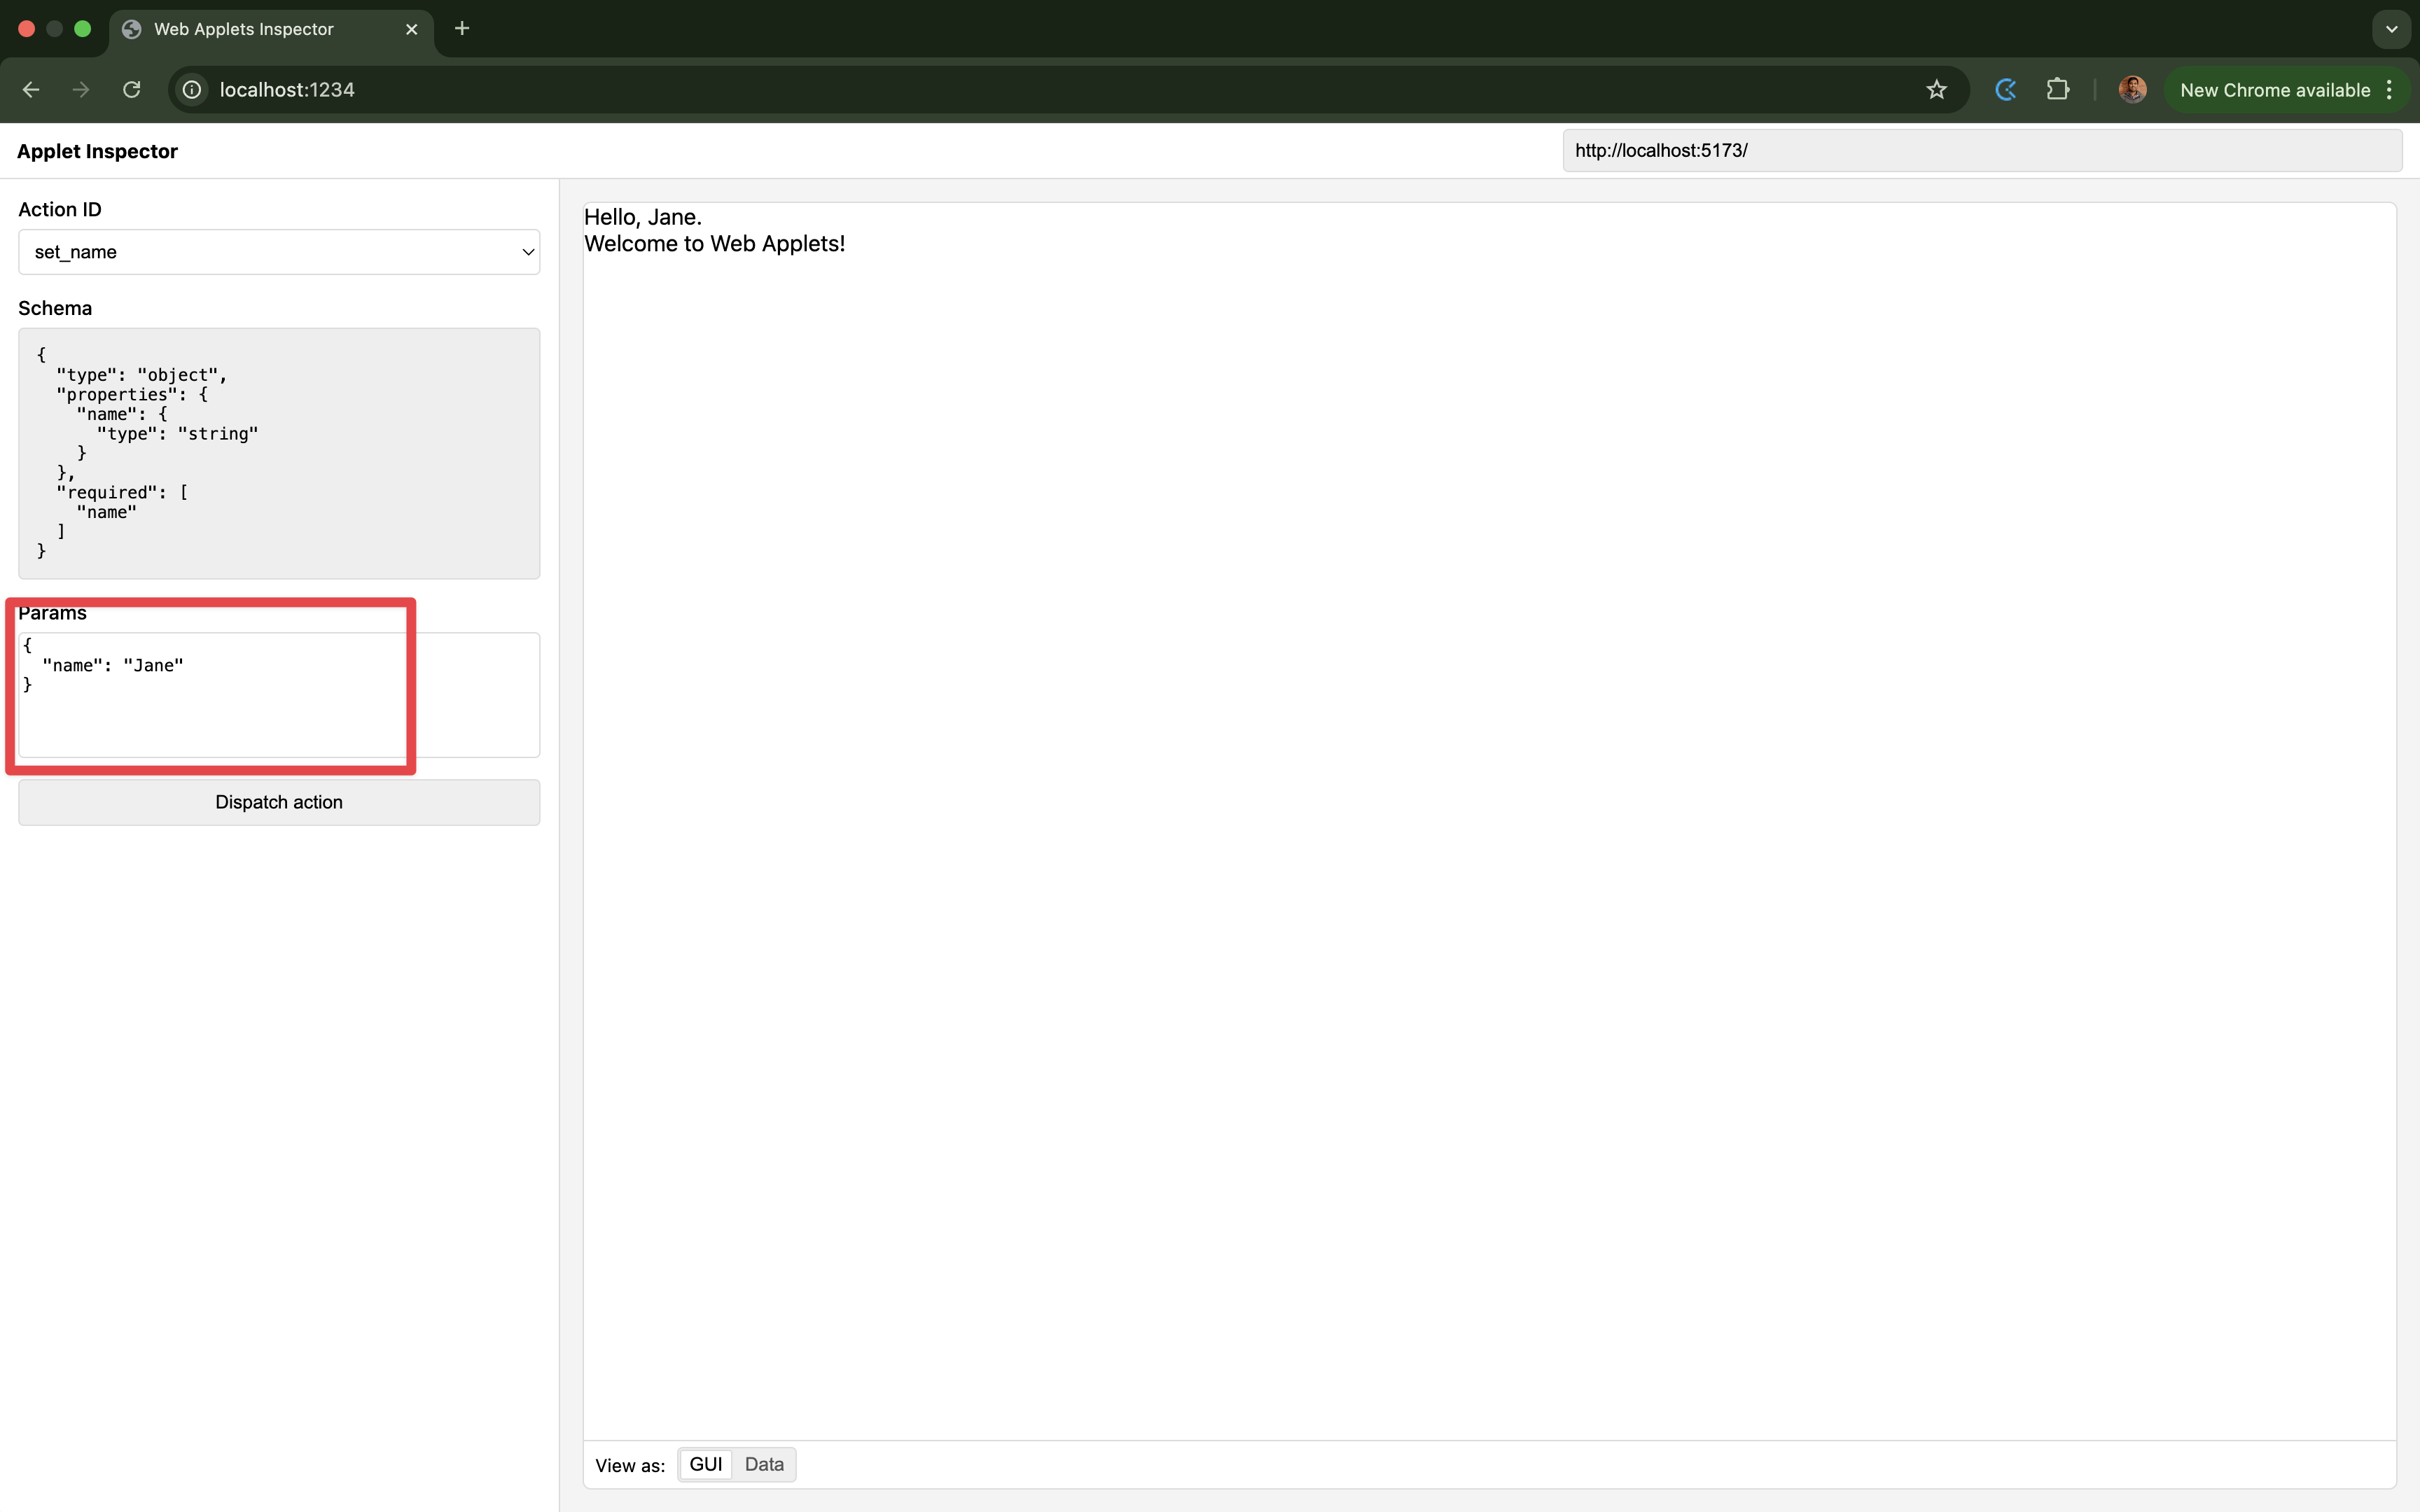 Web Applets Inspector
localhost:1234
New Chrome available
Applet Inspector
http://localhost:5173/
Action ID
set_name
Schema
{
  "type": "object",
  "properties": {
    "name": {
      "type": "string"
    }
  },
  "required": [
    "name"
  ]
}
Params
{
  "name": "Jane"
}
Dispatch action
Hello, Jane.
Welcome to Web Applets!
View as: GUI Data